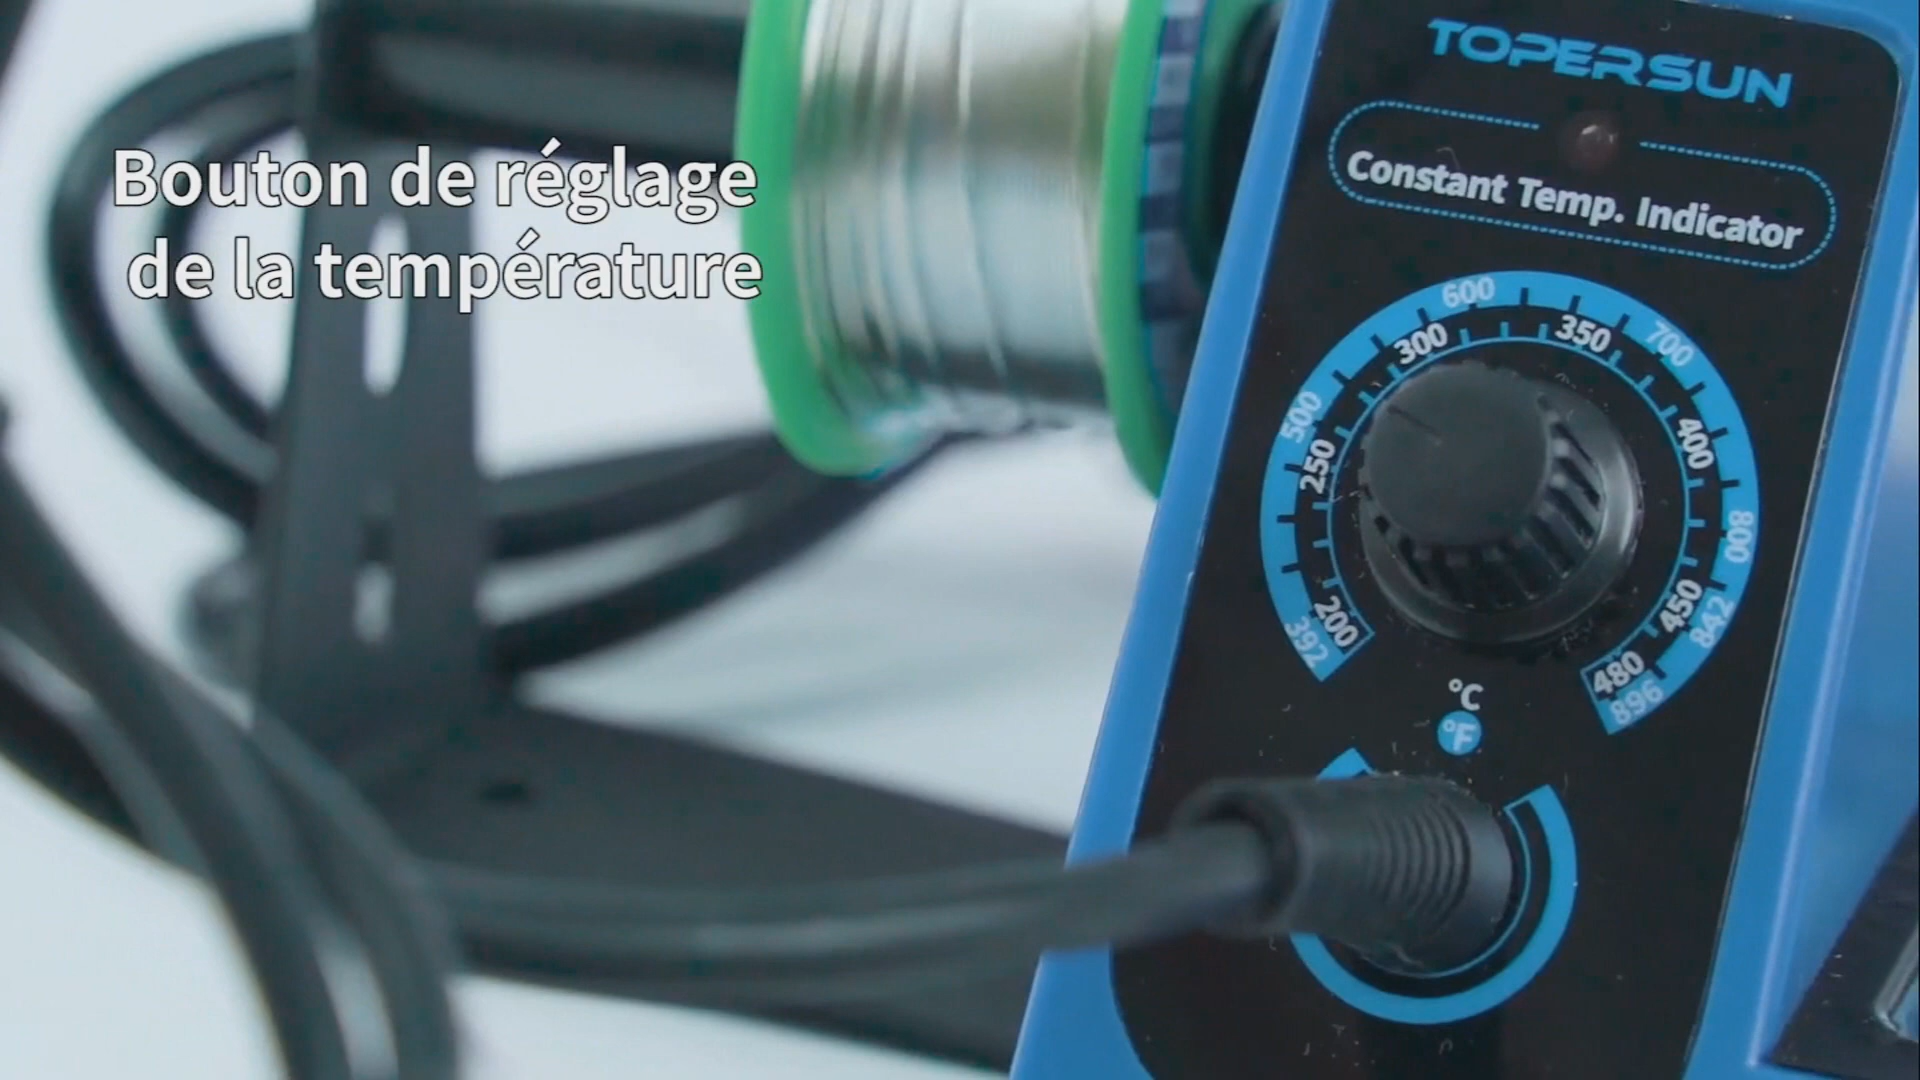 Bouton de réglage
de la température
TOPERSUN
Constant Temp. Indicator
600
700
300
350
500
400
250
800
200
450
392
842
480
896
°C
°F